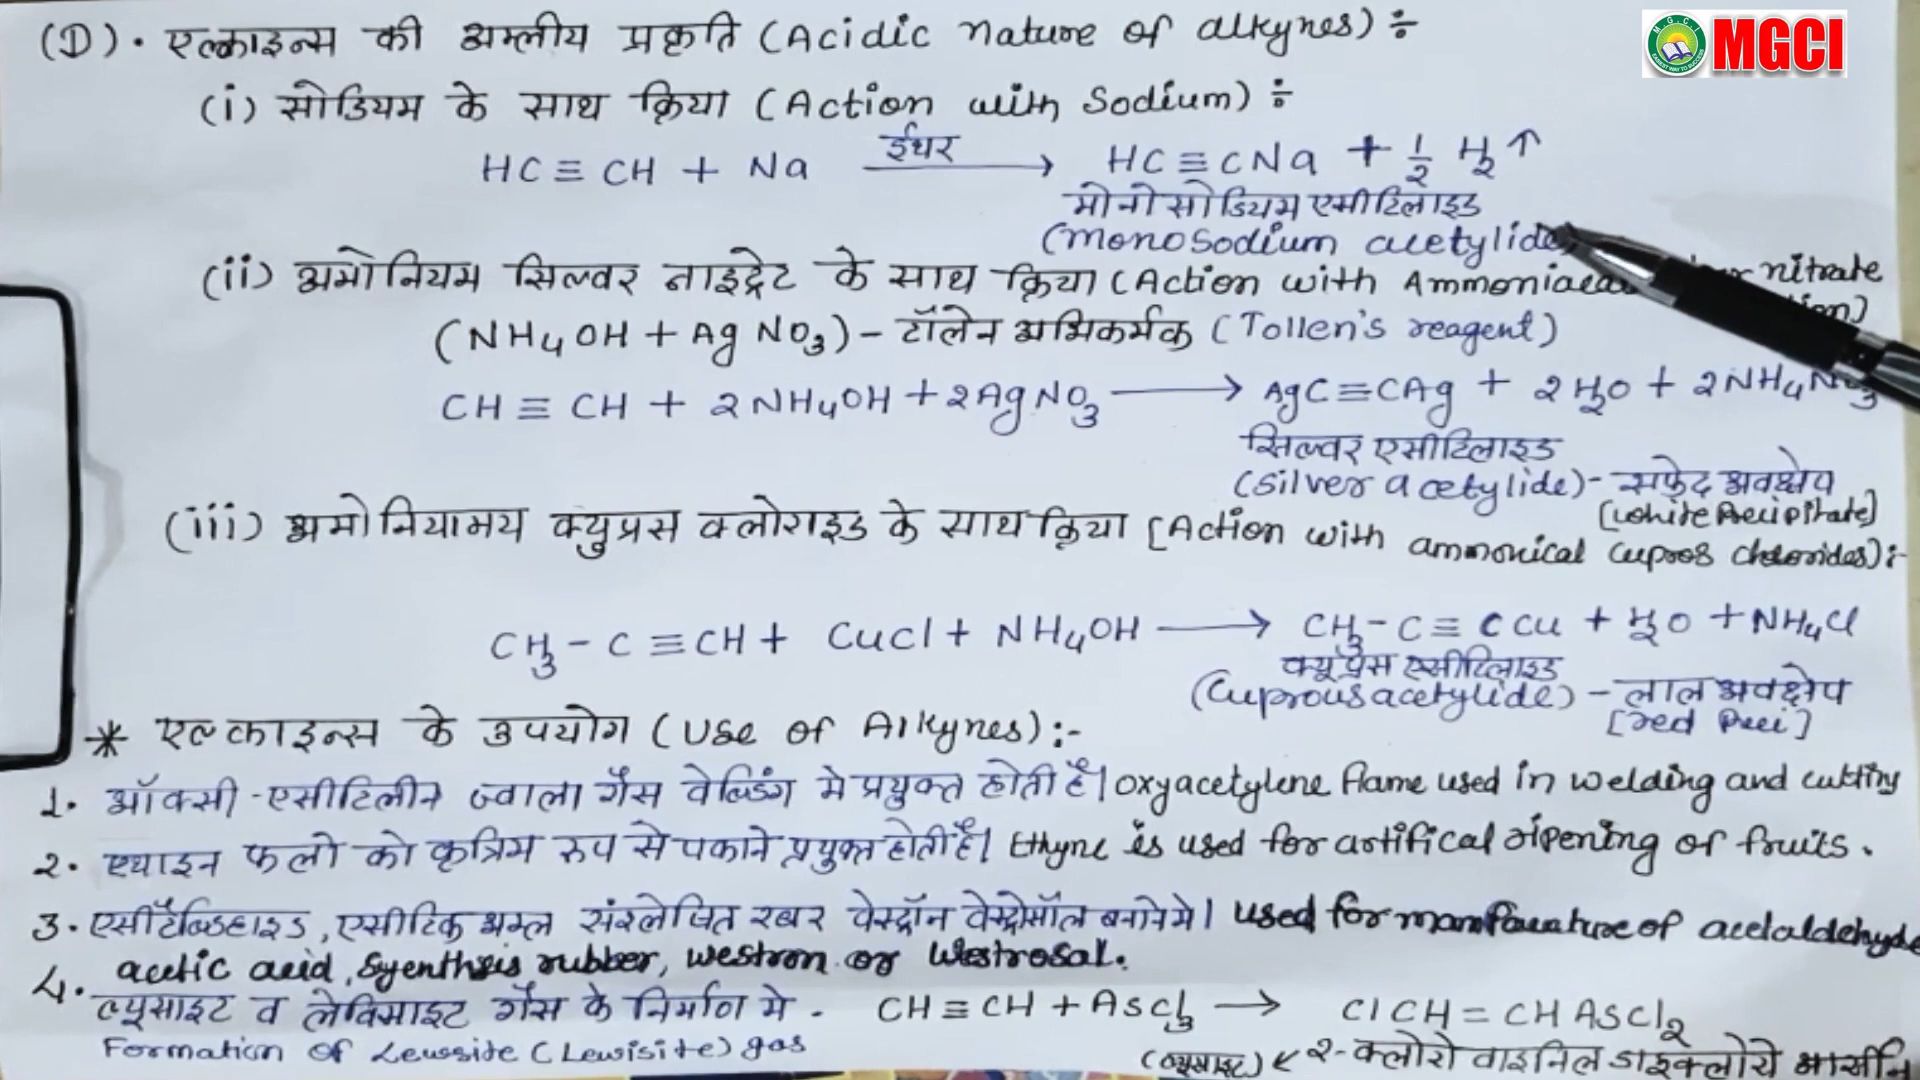 MGCI
(D). एल्काइन्स की अम्लीय प्रकृति (Acidic nature of alkynes) ÷
(i) सोडियम के साथ क्रिया (Action with Sodium) ÷
HC ≡ CH + Na ⟶ ईथर HC ≡ CNa + 1/2 H2 ↑
मोनो सोडियम एसीटिलाइड
(monosodium acetylide)
(ii) अमोनियम सिल्वर नाइट्रेट के साथ क्रिया (Action with Ammoniacal nitrate
(NH4OH + AgNO3) - टॉलेन अभिकर्मक (Tollen's reagent)
CH ≡ CH + 2NH4OH + 2AgNO3 ⟶ AgC ≡ CAg + 2H2O + 2NH4NO3
सिल्वर एसीटिलाइड
(Silver acetylide) - सफेद अवक्षेप
[white Precipitate]
(iii) अमोनियामय क्युप्रस क्लोराइड के साथ क्रिया [Action with ammonical cupros chlorides) :-
CH3 - C ≡ CH + CuCl + NH4OH ⟶ CH3 - C ≡ CCu + H2O + NH4Cl
क्यूप्रस एसीटिलाइड
(Cuprous acetylide) - लाल अवक्षेप
[red Preci]
* एल्काइन्स के उपयोग (Use of Alkynes) :-
1. ऑक्सी-एसीटिलीन ज्वाला गैस वेल्डिंग मे प्रयुक्त होती है। oxyacetylene flame used in welding and cutting
2. एथाइन फलो को कृत्रिम रुप से पकाने प्रयुक्त होती है। Ethyne is used for artifical ripening of fruits.
3. एसीटैल्डिहाइड, एसीटिक अम्ल संश्लेषित रबर वेस्ट्रॉन वेस्ट्रोसॉल बनाने मे। used for manfacature of acetaldehyde
acetic acid, Syenthsis rubber, westron or Westrosal.
4. ल्यूसाइट व लेविसाइट गैस के निर्माण मे - CH ≡ CH + AsCl3 → ClCH = CHAsCl2
Formation of Leusside (Lewisite) gas
(ल्यूसाइट) ↙ 2-क्लोरो वाइनिल डाइक्लोरो आर्सीन